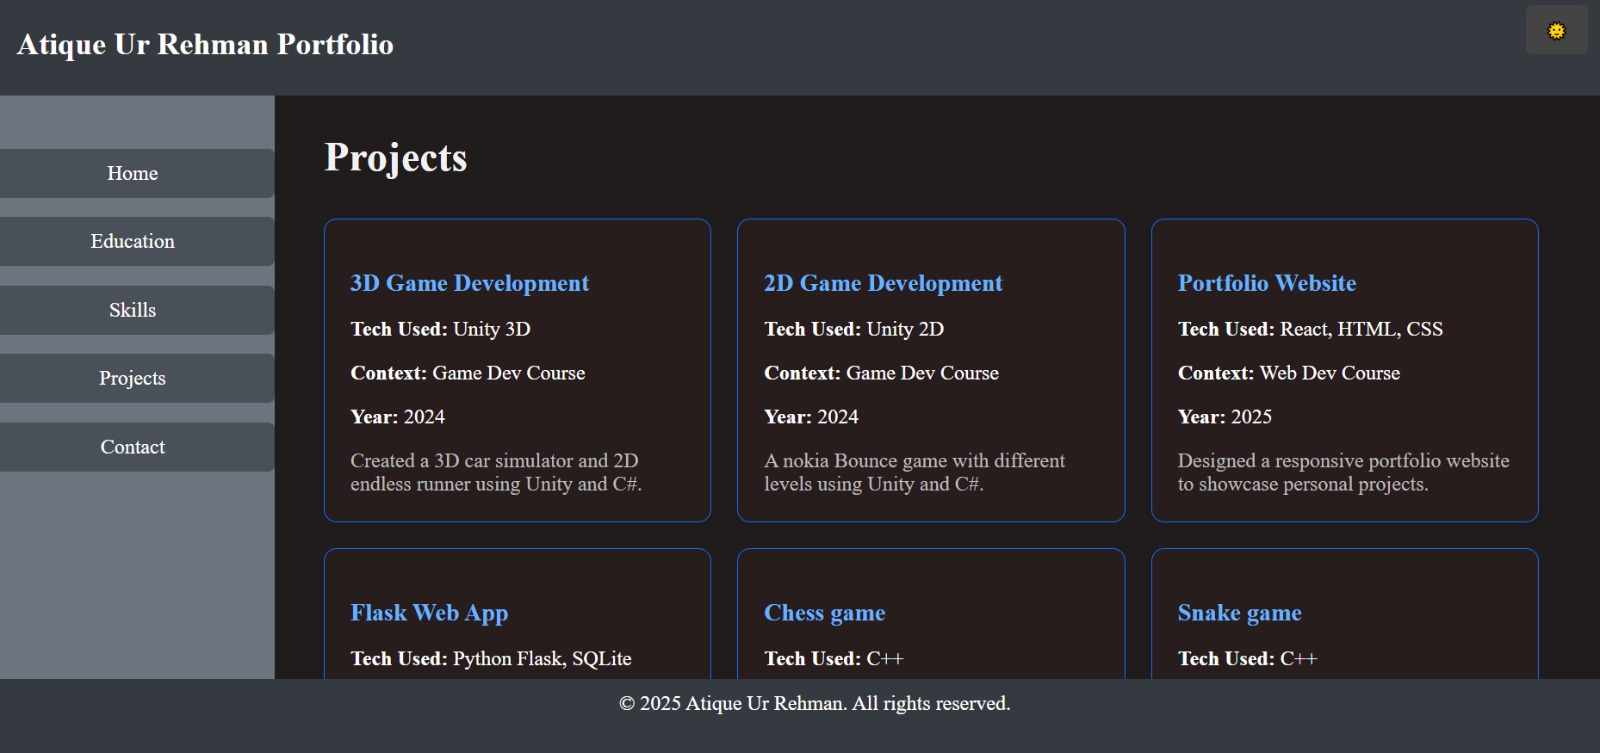 Atique Ur Rehman Portfolio
Home
Education
Skills
Projects
Contact
Projects
3D Game Development
Tech Used: Unity 3D
Context: Game Dev Course
Year: 2024
Created a 3D car simulator and 2D
endless runner using Unity and C#.
2D Game Development
Tech Used: Unity 2D
Context: Game Dev Course
Year: 2024
A nokia Bounce game with different
levels using Unity and C#.
Portfolio Website
Tech Used: React, HTML, CSS
Context: Web Dev Course
Year: 2025
Designed a responsive portfolio website
to showcase personal projects.
Flask Web App
Tech Used: Python Flask, SQLite
Chess game
Tech Used: C++
Snake game
Tech Used: C++
© 2025 Atique Ur Rehman. All rights reserved.